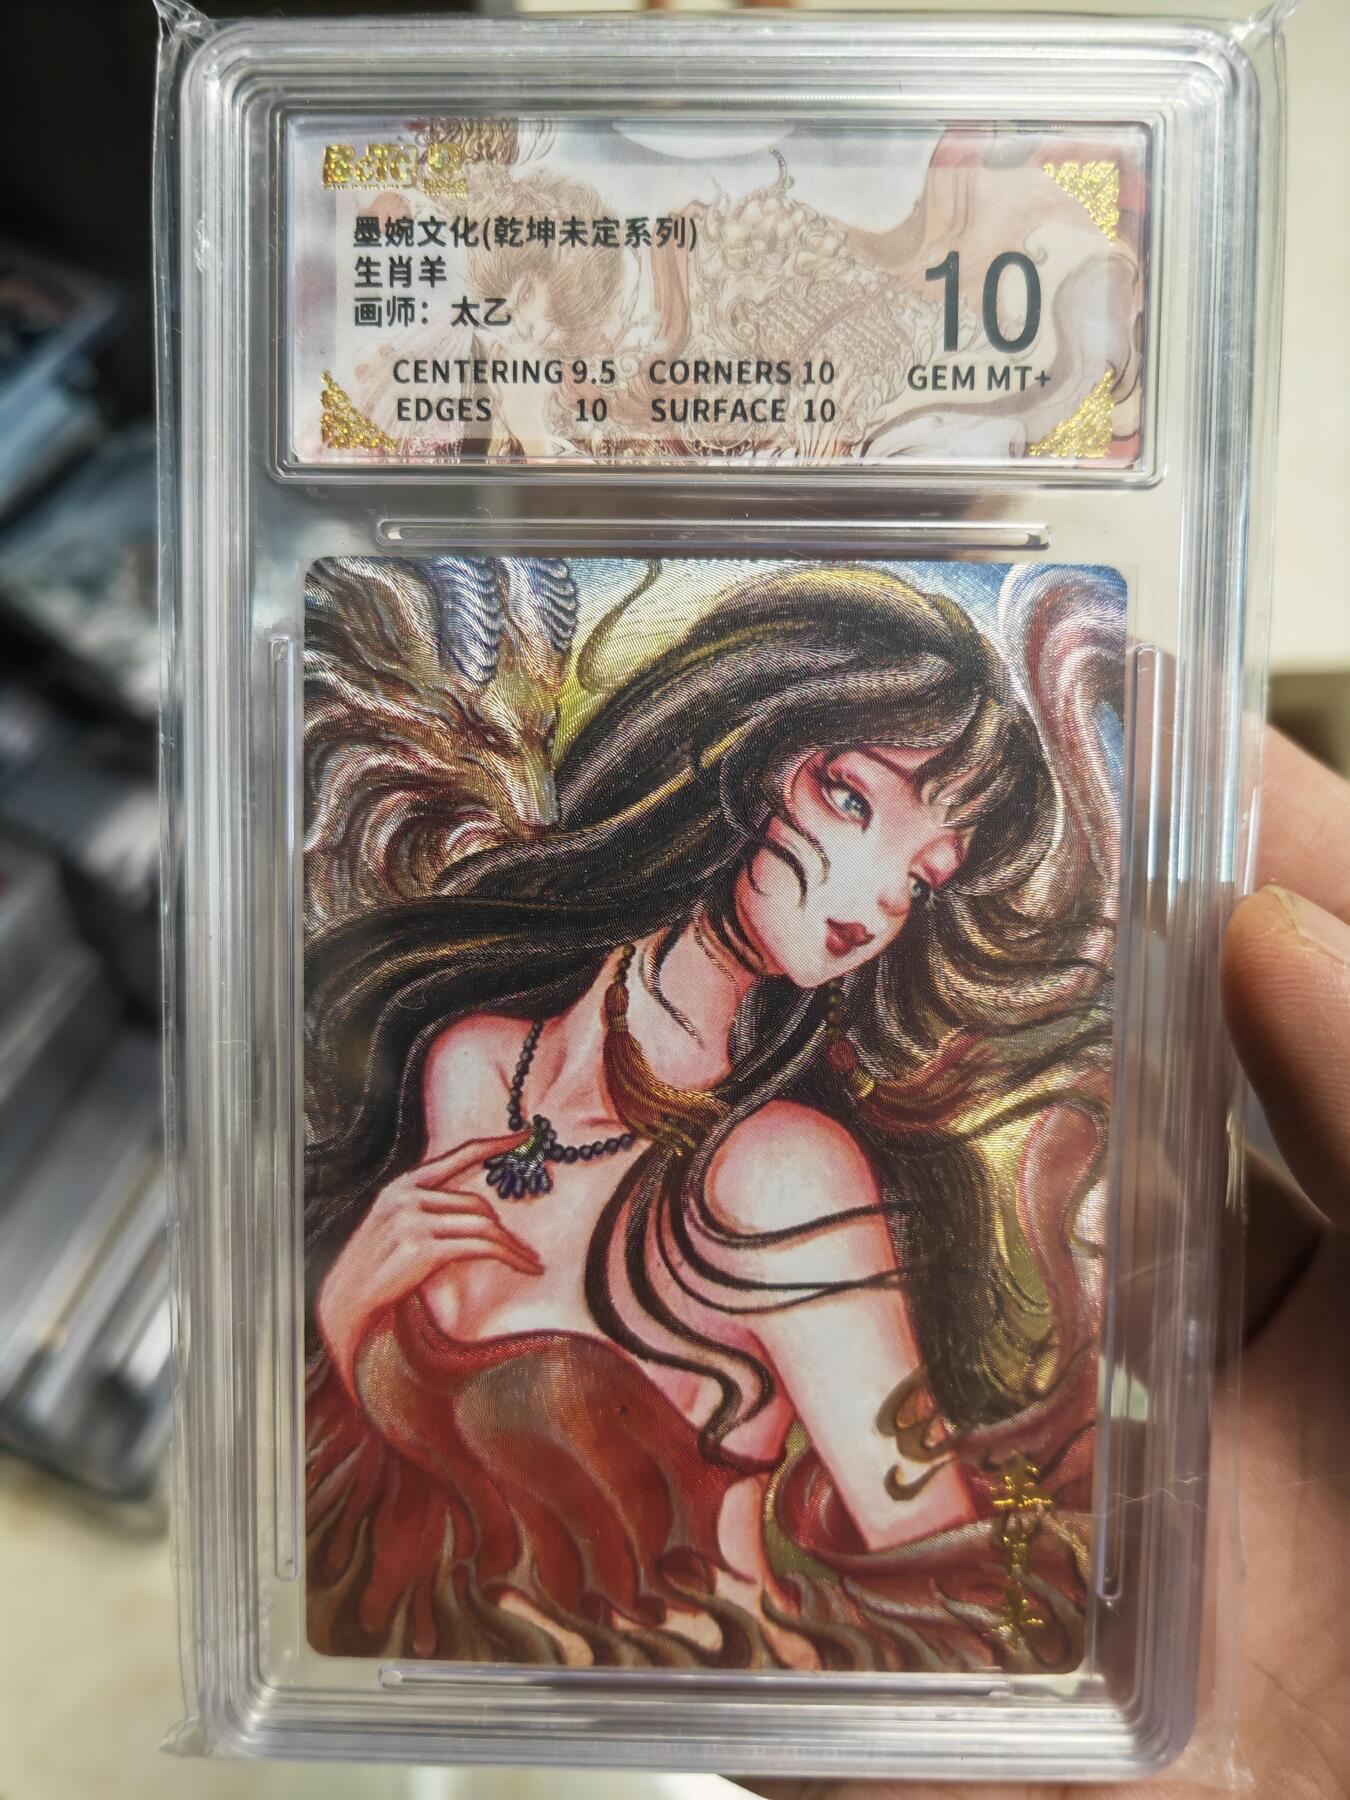 墨婉文化(乾坤未定系列)
生肖羊
画师：太乙
CENTERING 9.5 CORNERS 10
EDGES 10 SURFACE 10
10
GEM MT+